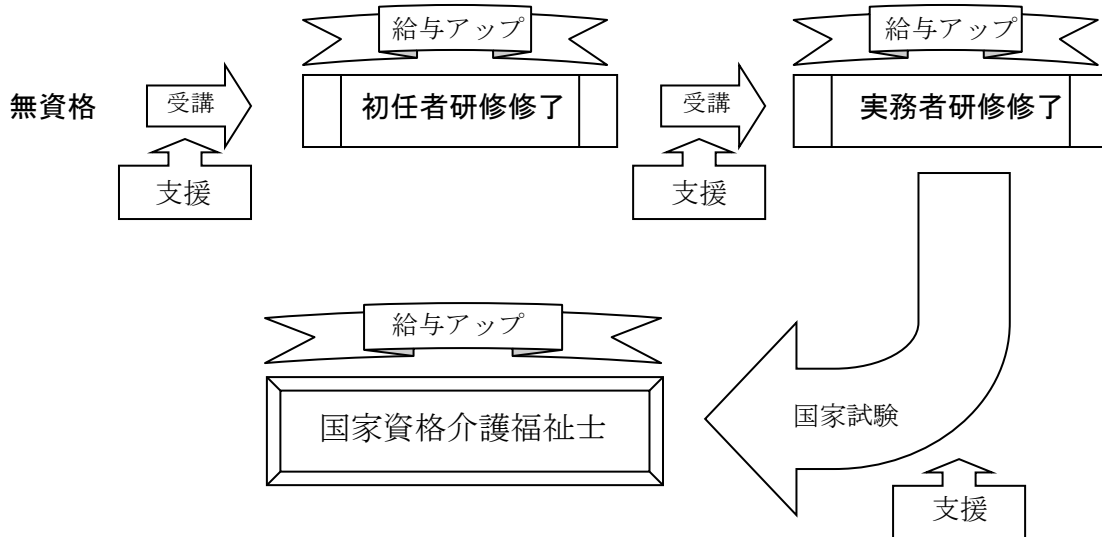 給与アップ
給与アップ
無資格
受講
初任者研修修了
受講
実務者研修修了
支援
支援
給与アップ
国家資格介護福祉士
国家試験
支援